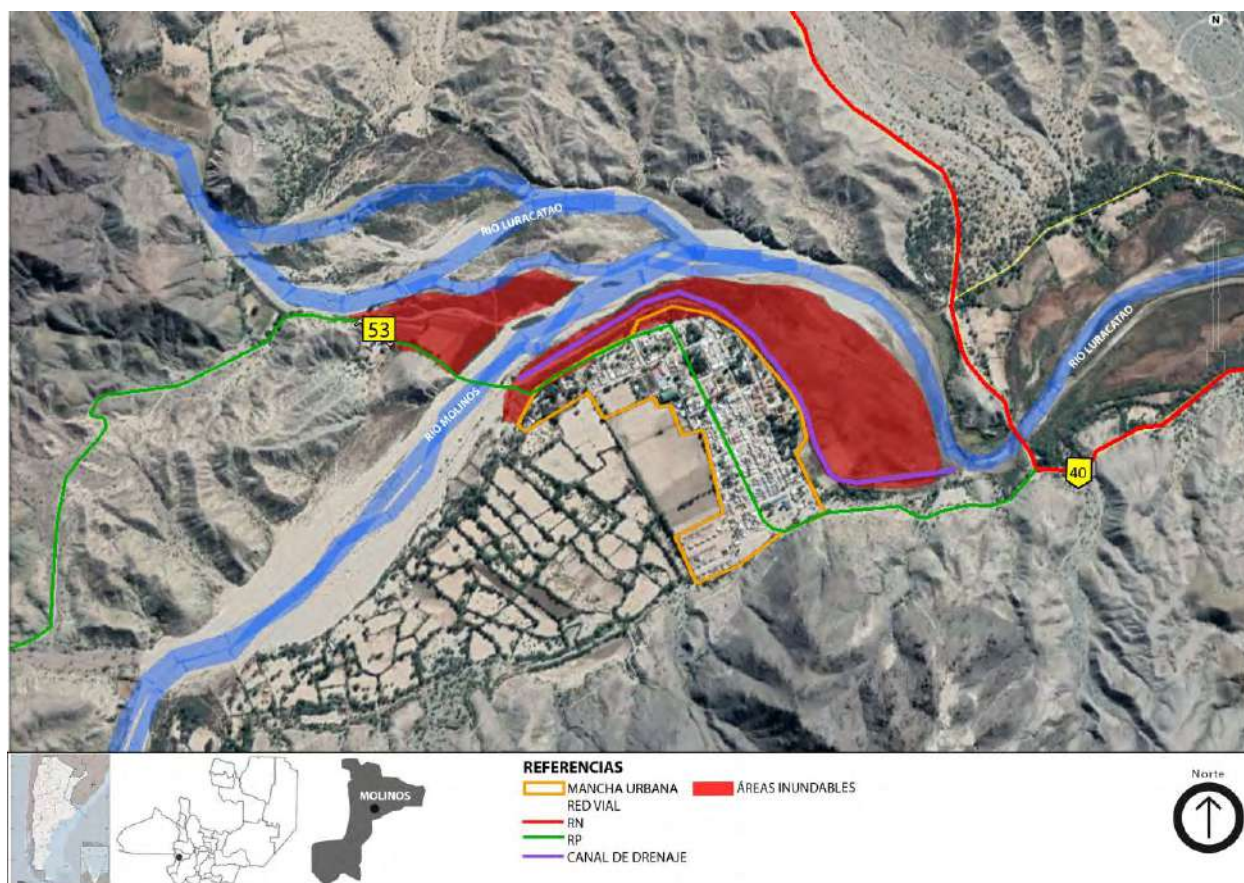 N
RIO LURACATAO
53
RIO MOLINOS
RIO LURACATAO
40
REFERENCIAS
MANCHA URBANA
ÁREAS INUNDABLES
RED VIAL
RN
RP
CANAL DE DRENAJE
MOLINOS
Norte